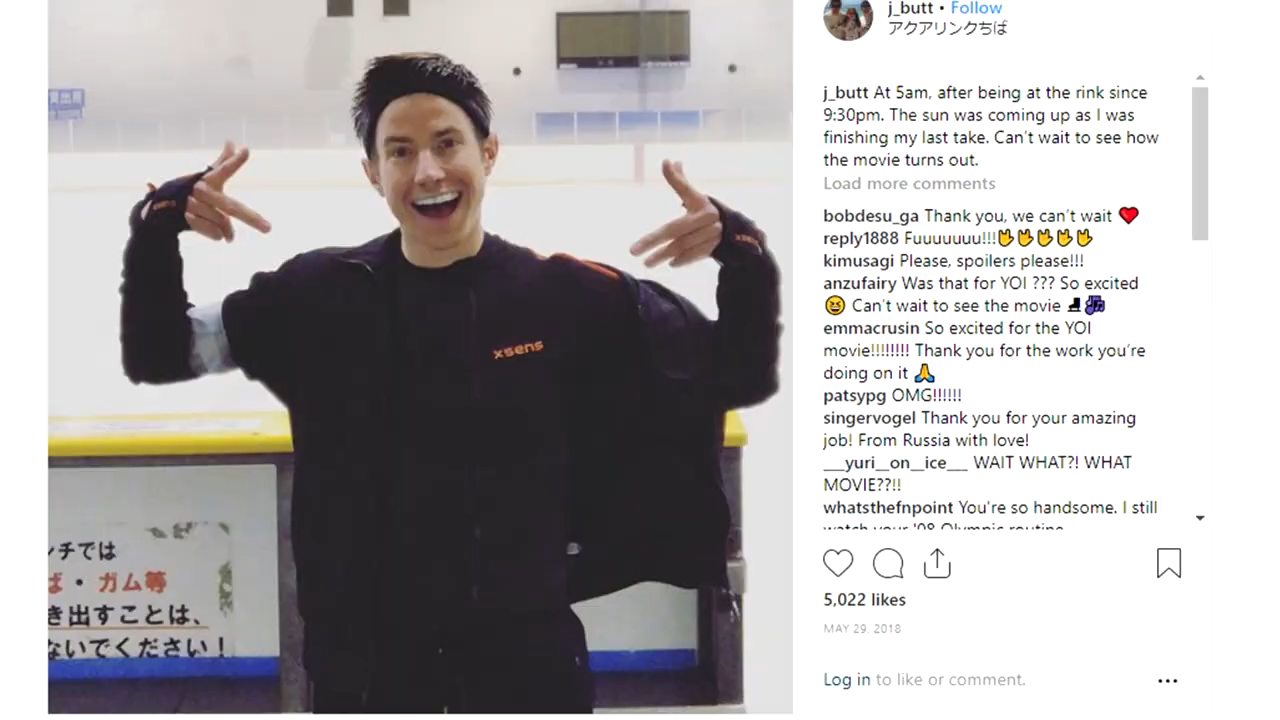 j_butt • Follow
アクアリンクちば
j_butt At 5am, after being at the rink since
9:30pm. The sun was coming up as I was
finishing my last take. Can't wait to see how
the movie turns out.
Load more comments
bobdesu_ga Thank you, we can't wait ❤️
reply1888 Fuuuuuuu!!!🤟🤟🤟🤟🤟
kimusagi Please, spoilers please!!!
anzufairy Was that for YOI ??? So excited
😆 Can't wait to see the movie ⛸🎶
emmacrusin So excited for the YOI
movie!!!!!!!! Thank you for the work you're
doing on it 🙏
patsypg OMG!!!!!!
singervogel Thank you for your amazing
job! From Russia with love!
___yuri__on__ice___ WAIT WHAT?! WHAT
MOVIE??!!
whatsthefnpoint You're so handsome. I still
watch your '98 Olympic routine
5,022 likes
MAY 29, 2018
Log in to like or comment.
xsens
xsens
xsens
ンチでは
ば・ガム等
き出すことは、
ないでください!